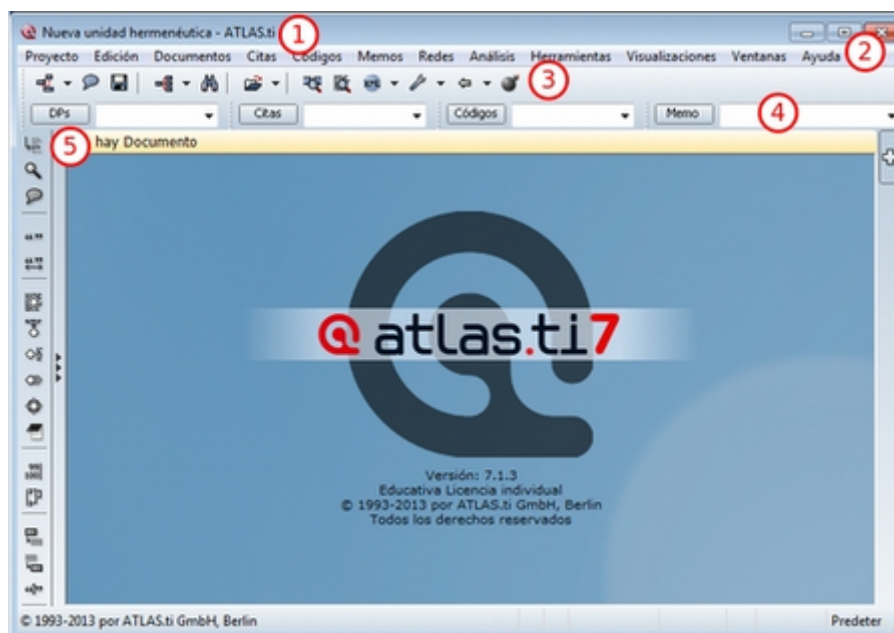 Nueva unidad hermenéutica - ATLAS.ti 1
Proyecto Edición Documentos Citas Códigos Memos Redes Análisis Herramientas Visualizaciones Ventanas Ayuda 2
3
DPs Citas Códigos Memo 4
5 hay Documento
@ atlas.ti7
Versión: 7.1.3
Educativa Licencia individual
© 1993-2013 por ATLAS.ti GmbH, Berlin
Todos los derechos reservados
© 1993-2013 por ATLAS.ti GmbH, Berlin Predeter